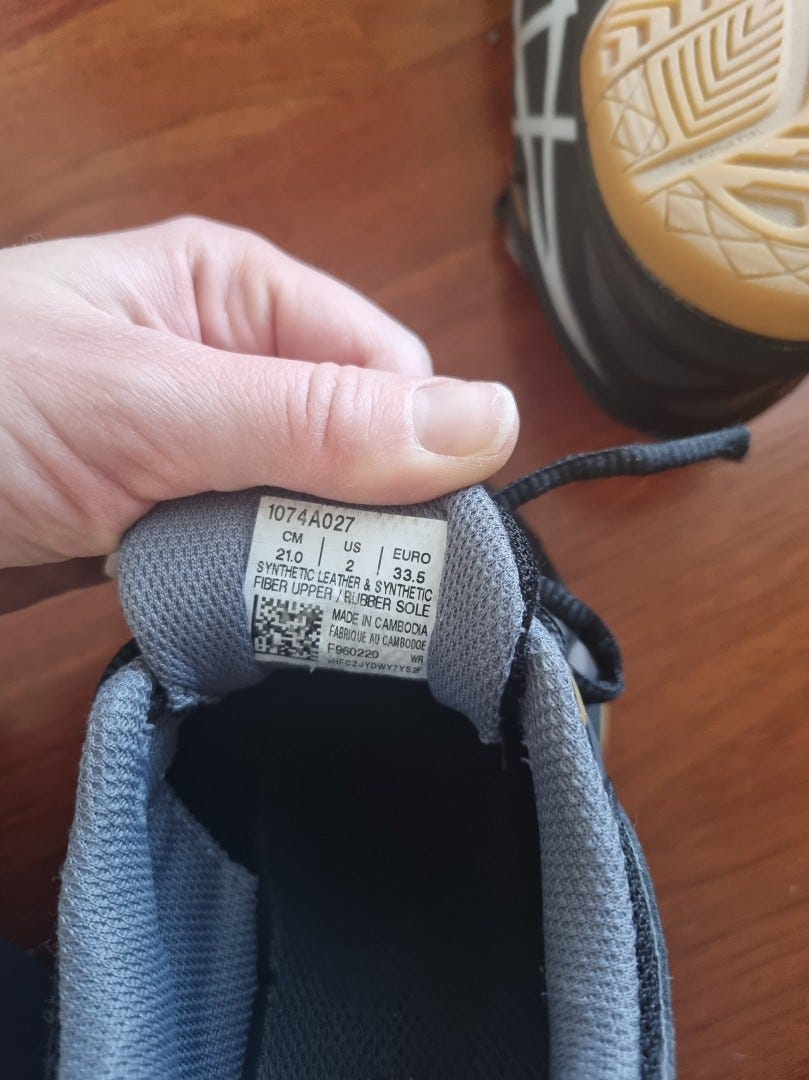 1074A027
CM | US | EURO
21.0 | 2 | 33.5
SYNTHETIC LEATHER & SYNTHETIC
FIBER UPPER / RUBBER SOLE
MADE IN CAMBODIA
FABRIQUE AU CAMBODGE
F960220 WR